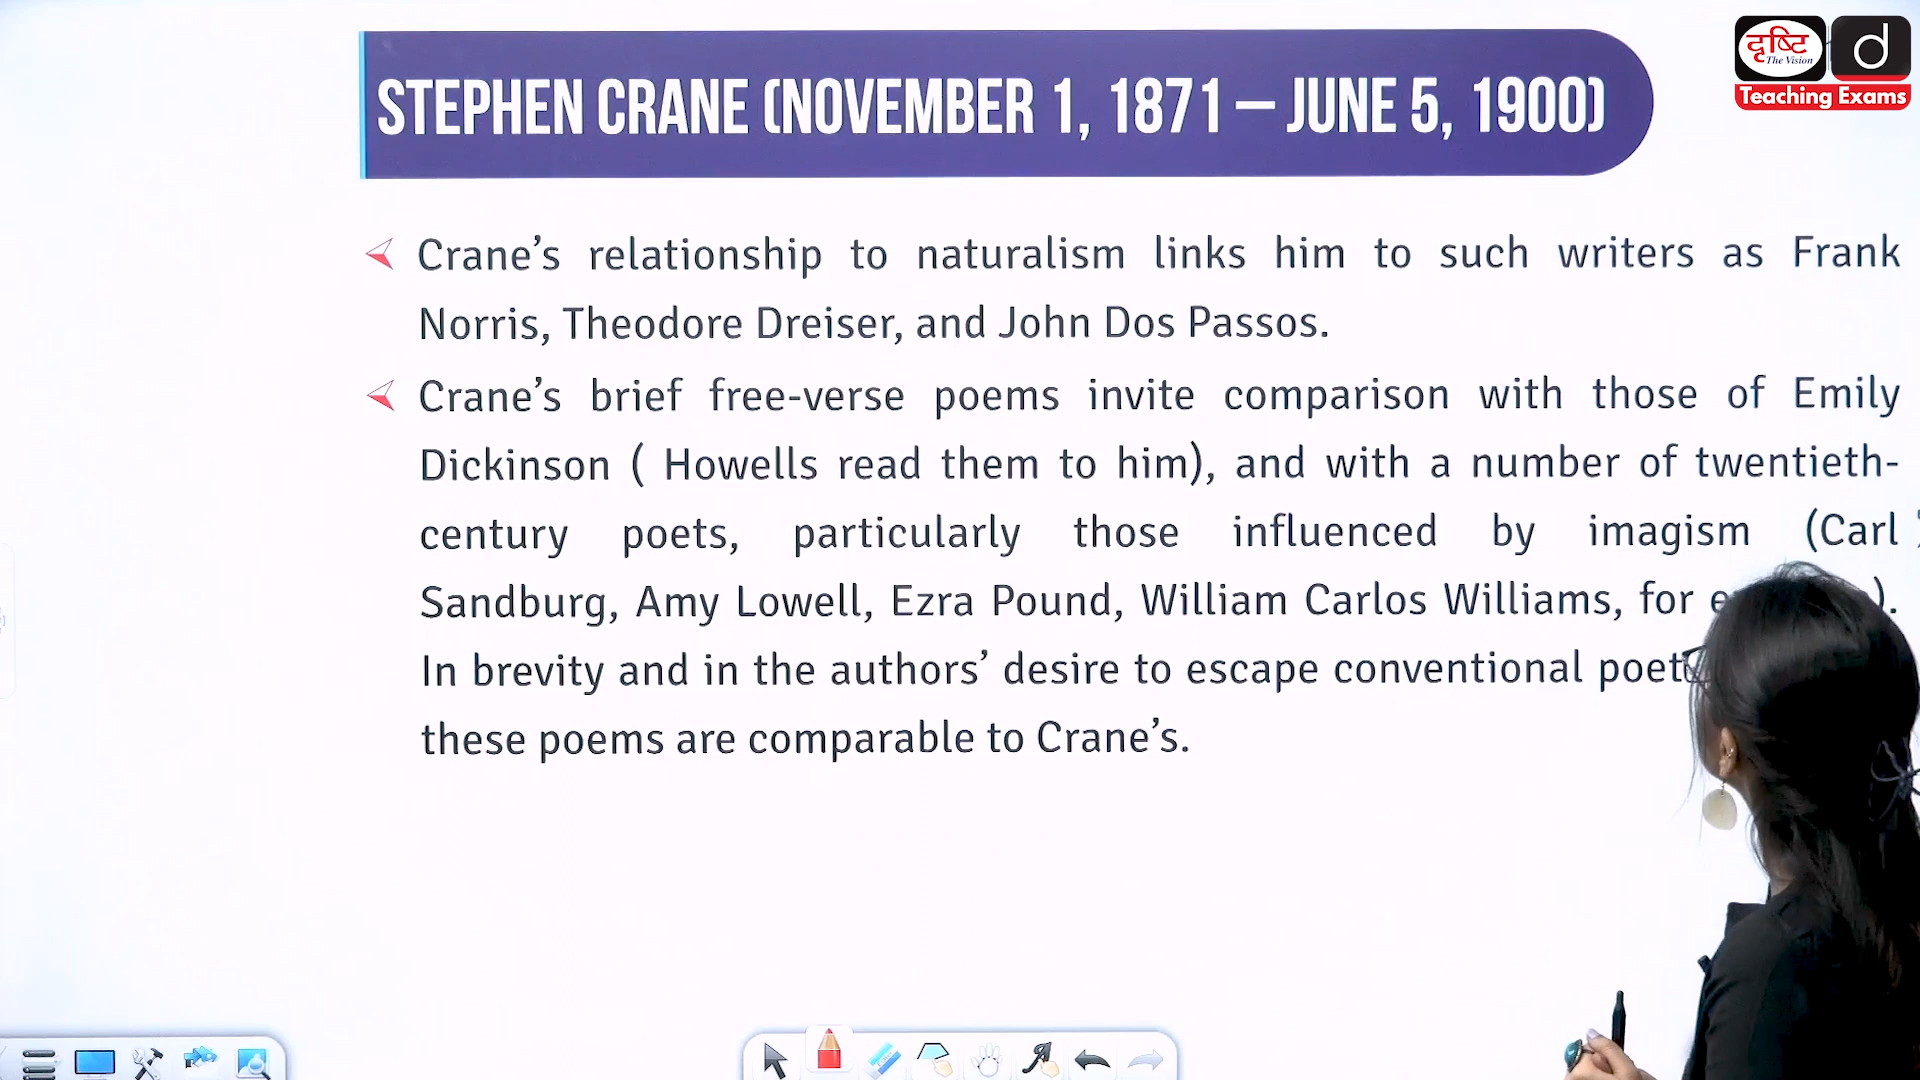 STEPHEN CRANE (NOVEMBER 1, 1871 – JUNE 5, 1900)
दृष्टि
The Vision
d
Teaching Exams
Crane's relationship to naturalism links him to such writers as Frank
Norris, Theodore Dreiser, and John Dos Passos.
Crane's brief free-verse poems invite comparison with those of Emily
Dickinson ( Howells read them to him), and with a number of twentieth-
century poets, particularly those influenced by imagism (Carl
Sandburg, Amy Lowell, Ezra Pound, William Carlos Williams, for
In brevity and in the authors' desire to escape conventional
these poems are comparable to Crane's.